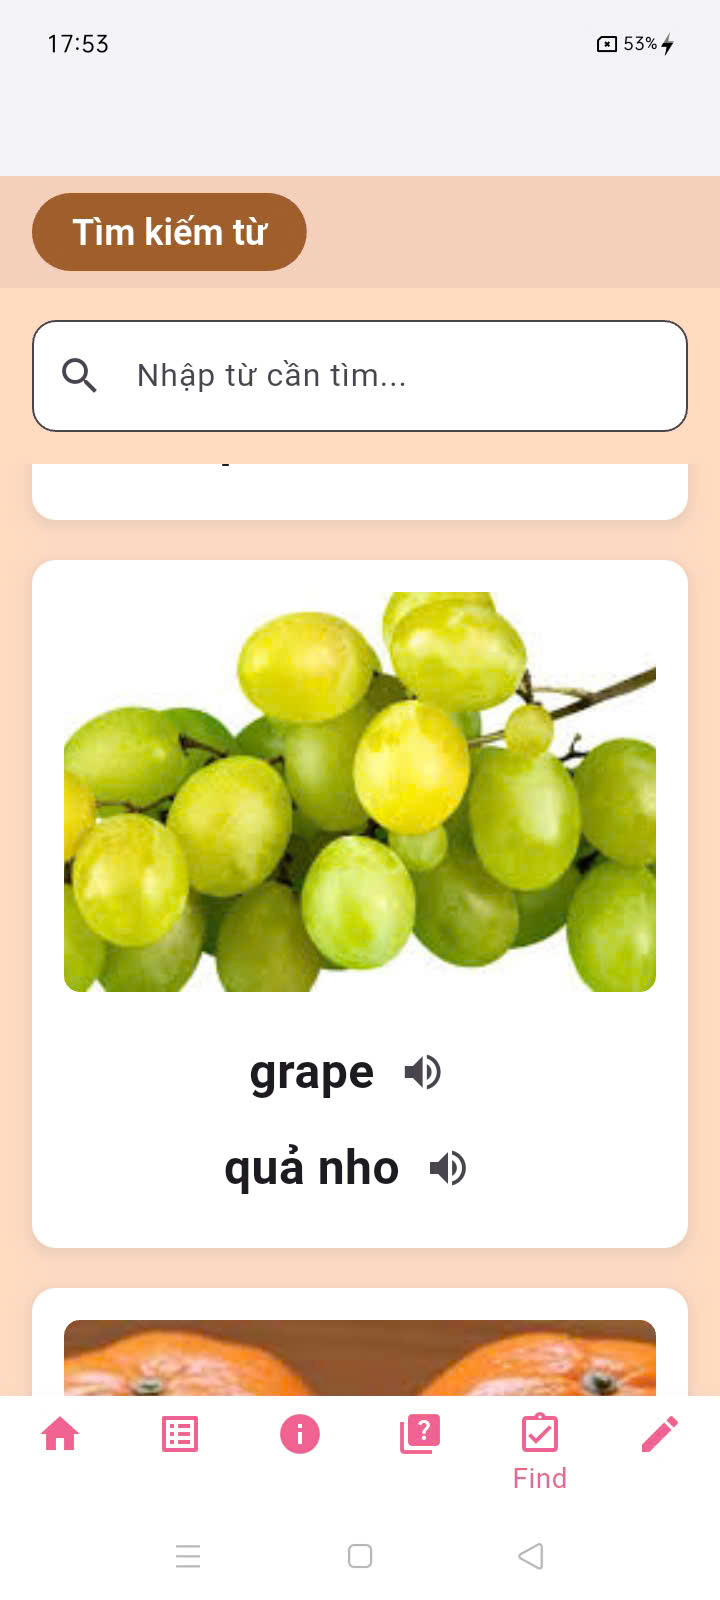 17:53
53%
Tìm kiếm từ
Nhập từ cần tìm...
grape
quả nho
Find